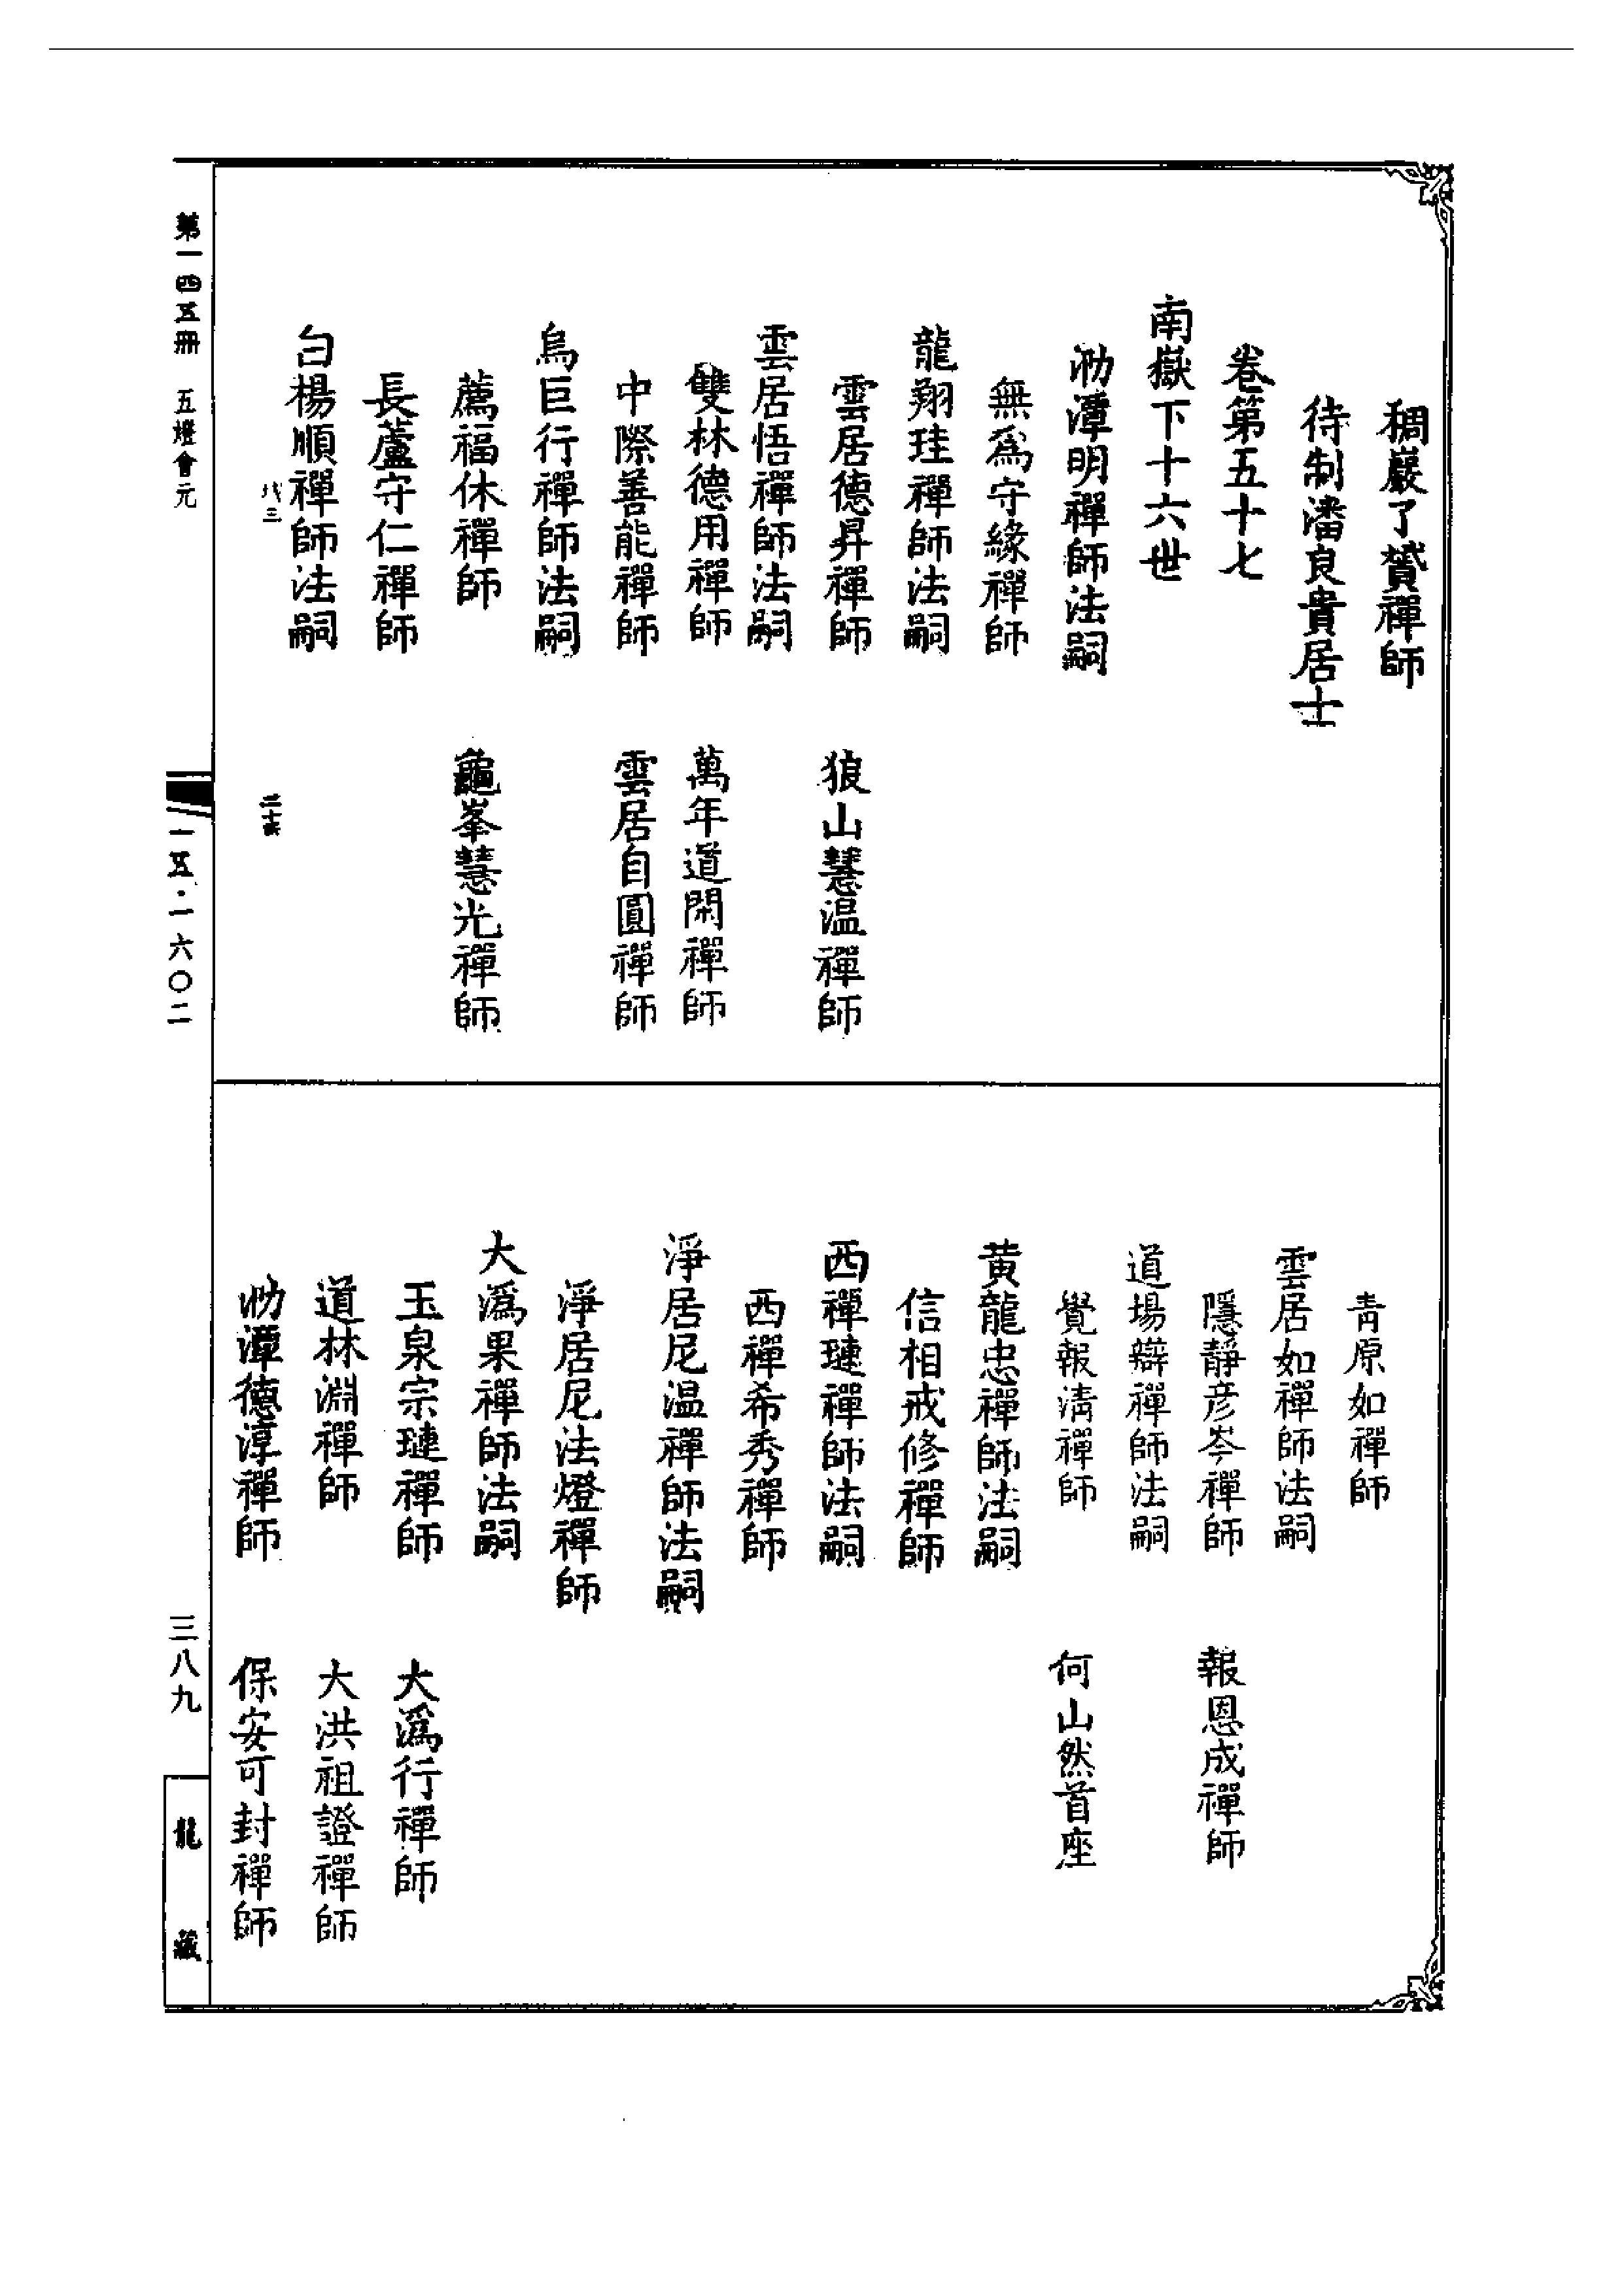 稠巖了贇禪師
待制潘良貴居士
卷第五十七
南嶽下十六世
泐潭明禪師法嗣
無為守緣禪師
龍翔珪禪師法嗣
雲居德昇禪師　狼山慧温禪師
雲居悟禪師法嗣
雙林德用禪師　萬年道閑禪師
中際善能禪師　雲居自圓禪師
烏巨行禪師法嗣
薦福休禪師　龜峯慧光禪師
長蘆守仁禪師
白楊順禪師法嗣
青原如禪師
雲居如禪師法嗣
隱靜彥岑禪師　報恩成禪師
道場辯禪師法嗣
覺報清禪師　何山然首座
黄龍忠禪師法嗣
信相戒修禪師
西禪璉禪師法嗣
西禪希秀禪師
淨居尼温禪師法嗣
淨居尼法燈禪師
大溈果禪師法嗣
玉泉宗璉禪師　大溈行禪師
道林淵禪師　大洪祖證禪師
泐潭德淳禪師　保安可封禪師
第一四五冊　五燈會元
一五·一六〇二
三八九
龍藏